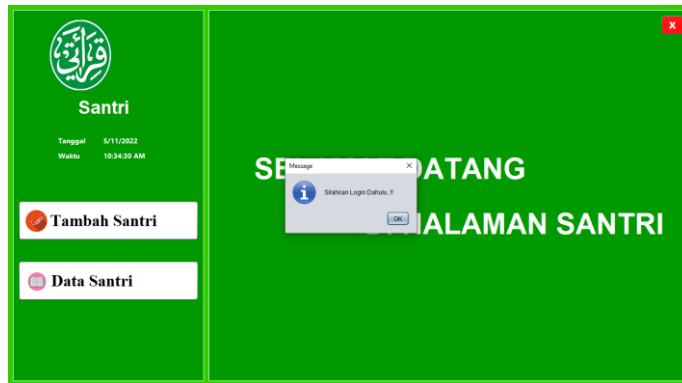 Santri
Tanggal 5/11/2022
Waktu 10:34:30 AM
Tambah Santri
Data Santri
X
SE ATANG
ALAMAN SANTRI
Message
Silahkan Login Dahulu..!!
OK